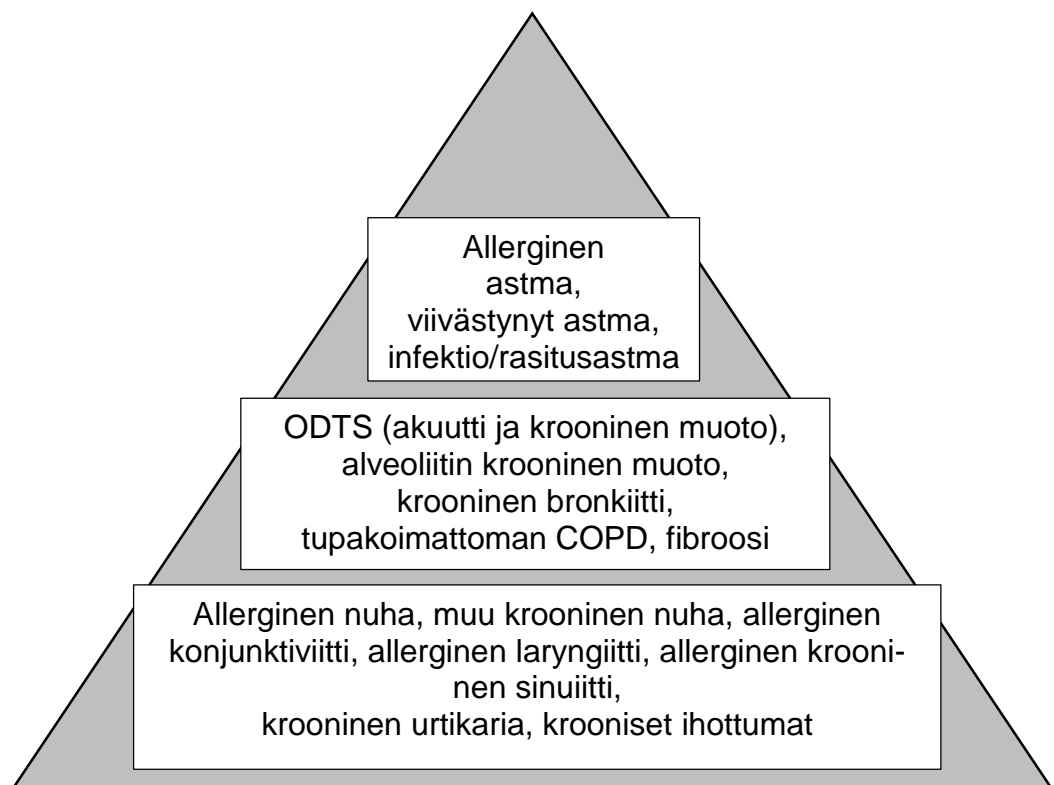 Allerginen
astma,
viivästynyt astma,
infektio/rasitusastma
ODTS (akuutti ja krooninen muoto),
alveoliitin krooninen muoto,
krooninen bronkiitti,
tupakoimattoman COPD, fibroosi
Allerginen nuha, muu krooninen nuha, allerginen
konjunktiviitti, allerginen laryngiitti, allerginen krooni-
nen sinuiitti,
krooninen urtikaria, krooniset ihottumat